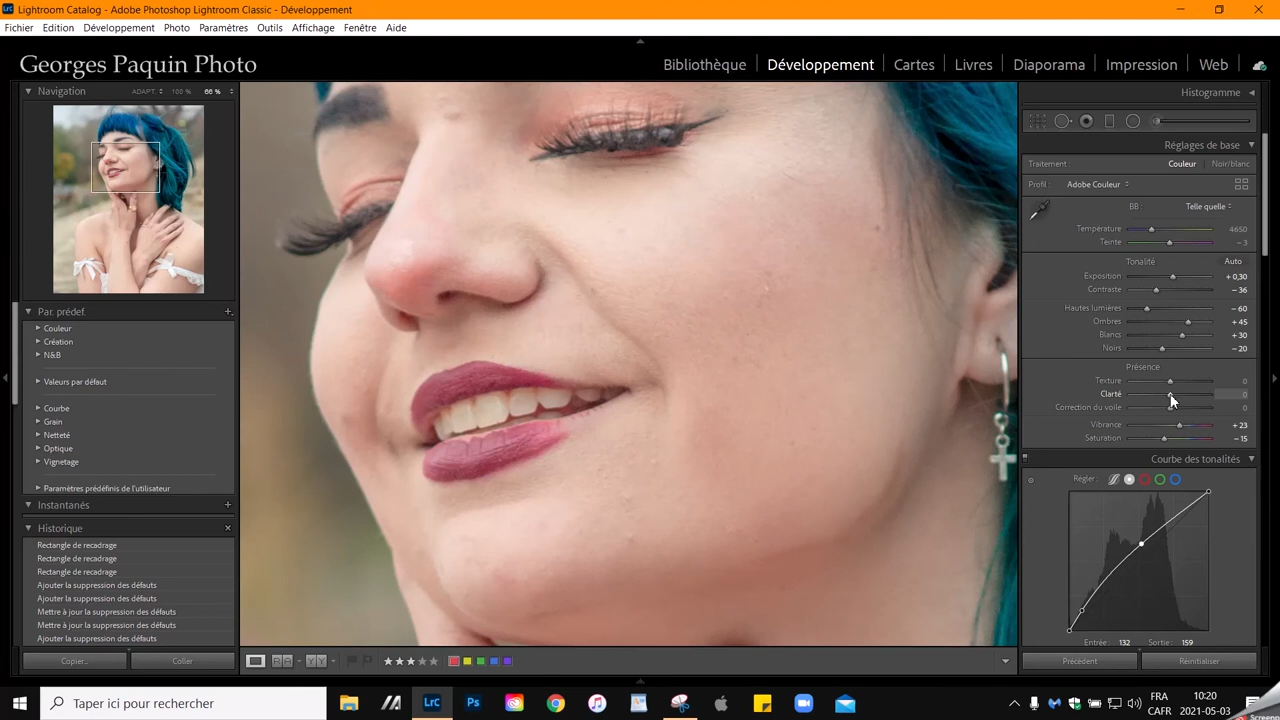 Lightroom Catalog - Adobe Photoshop Lightroom Classic - Développement
Fichier Edition Développement Photo Paramètres Outils Affichage Fenêtre Aide
Georges Paquin Photo
Bibliothèque Développement Cartes Livres Diaporama Impression Web
Navigation ADAPT. 100 % 66 %
Par. prédef.
Couleur
Création
N&B
Valeurs par défaut
Courbe
Grain
Netteté
Optique
Vignetage
Paramètres prédéfinis de l'utilisateur
Instantanés
Historique
Rectangle de recadrage
Rectangle de recadrage
Rectangle de recadrage
Ajouter la suppression des défauts
Ajouter la suppression des défauts
Mettre à jour la suppression des défauts
Mettre à jour la suppression des défauts
Ajouter la suppression des défauts
Copier... Coller
Histogramme
Réglages de base
Traitement : Couleur Noir/blanc
Profil : Adobe Couleur
BB : Telle quelle
Température 4650
Teinte − 3
Tonalité Auto
Exposition + 0,30
Contraste − 36
Hautes lumières − 60
Ombres + 45
Blancs + 30
Noirs − 20
Présence
Texture 0
Clarté 0
Correction du voile 0
Vibrance + 23
Saturation − 15
Courbe des tonalités
Régler :
Entrée : 132 Sortie : 159
Précédent Réinitialiser
Taper ici pour rechercher
LrC
Ps
FRA
CAFR
10:20
2021-05-03